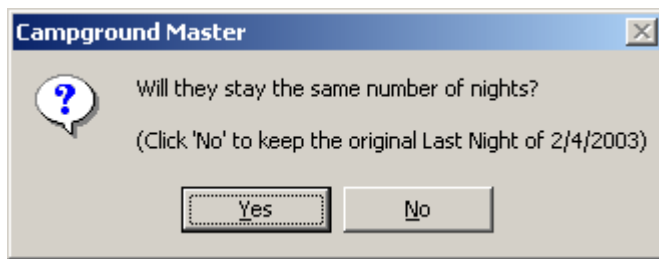 Campground Master
Will they stay the same number of nights?
(Click 'No' to keep the original Last Night of 2/4/2003)
Yes
No